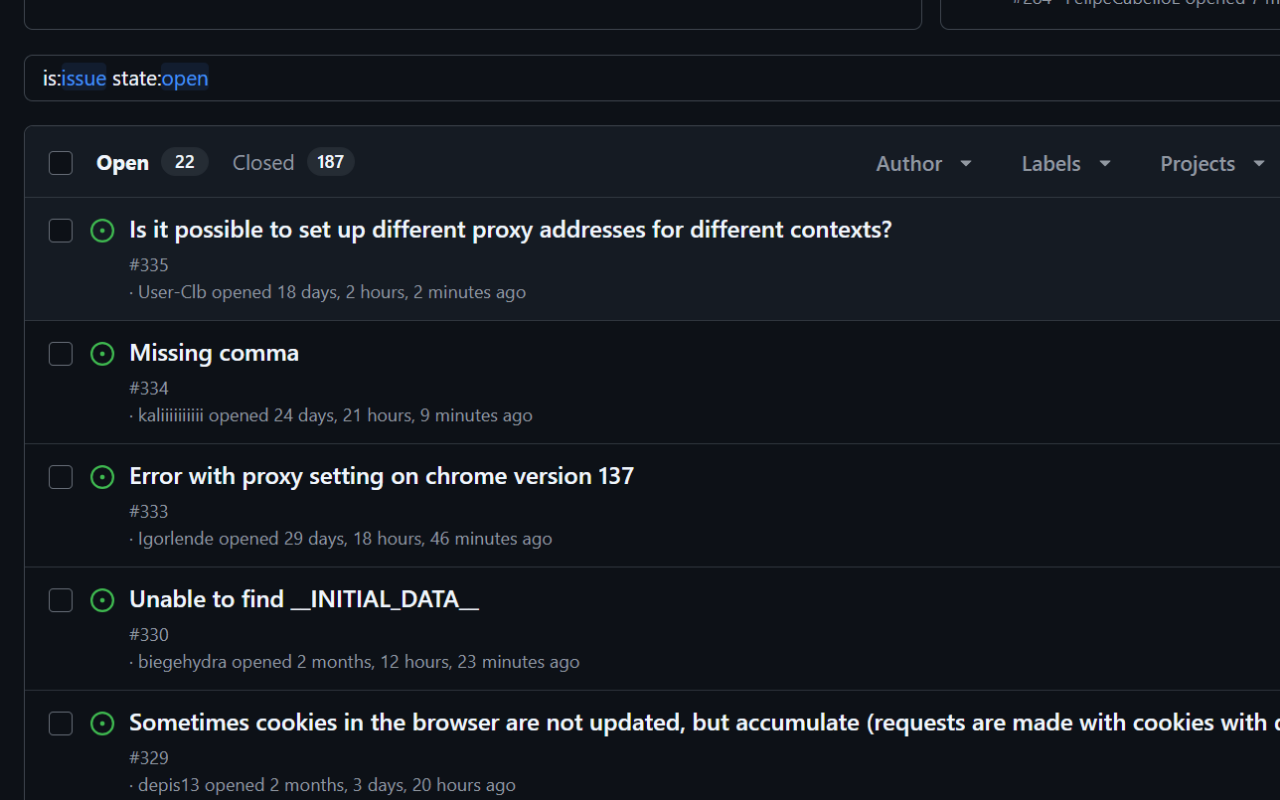 #284 · FelipeCabelloE opened 7 m
is:issue state:open
Open 22 Closed 187 Author Labels Projects
Is it possible to set up different proxy addresses for different contexts?
#335
· User-Clb opened 18 days, 2 hours, 2 minutes ago
Missing comma
#334
· kaliiiiiiiiii opened 24 days, 21 hours, 9 minutes ago
Error with proxy setting on chrome version 137
#333
· Igorlende opened 29 days, 18 hours, 46 minutes ago
Unable to find __INITIAL_DATA__
#330
· biegehydra opened 2 months, 12 hours, 23 minutes ago
Sometimes cookies in the browser are not updated, but accumulate (requests are made with cookies with
#329
· depis13 opened 2 months, 3 days, 20 hours ago